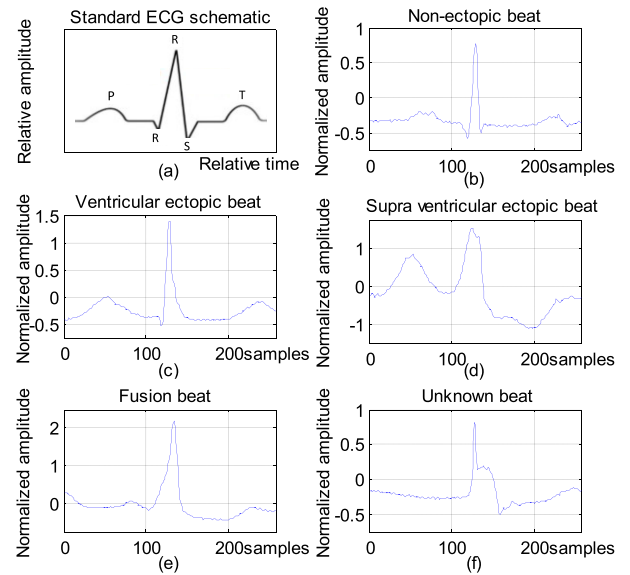 Standard ECG schematic
Relative amplitude
R
P
T
R
S
Relative time
(a)
Non-ectopic beat
Normalized amplitude
1
0.5
0
-0.5
0
100
200samples
(b)
Ventricular ectopic beat
Normalized amplitude
1.5
1
0.5
0
-0.5
0
100
200samples
(c)
Supra ventricular ectopic beat
Normalized amplitude
1
0
-1
0
100
200samples
(d)
Fusion beat
Normalized amplitude
2
1
0
0
100
200samples
(e)
Unknown beat
Normalized amplitude
1
0.5
0
-0.5
0
100
200samples
(f)